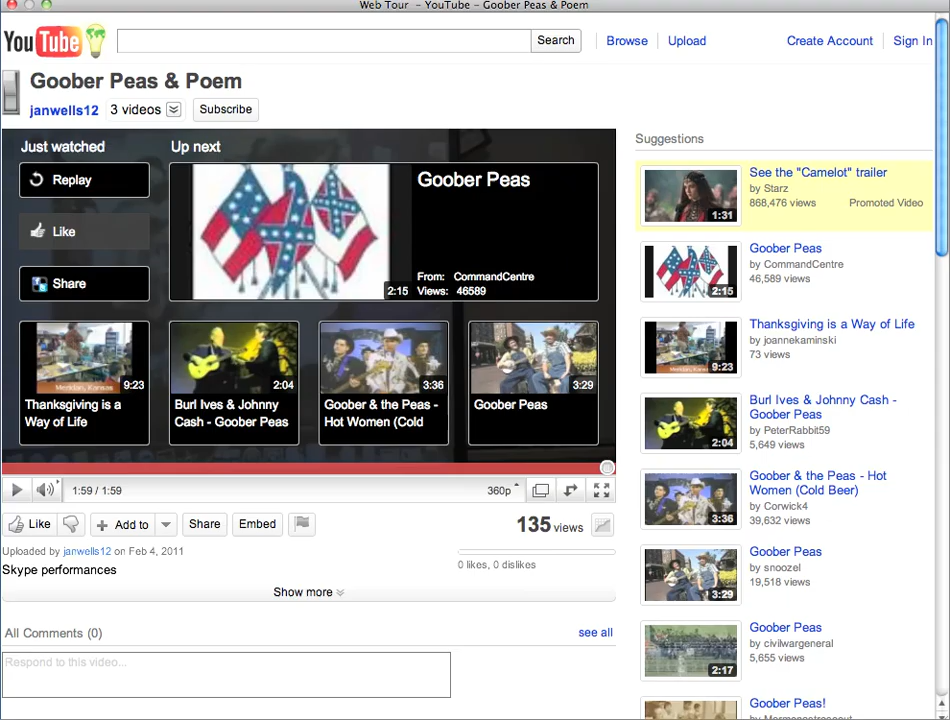 Web Tour - YouTube - Goober Peas & Poem
YouTube
Search
Browse
Upload
Create Account
Sign In
Goober Peas & Poem
janwells12 3 videos
Subscribe
Just watched
Up next
Replay
Like
Share
Goober Peas
From: CommandCentre
Views: 46589
2:15
9:23
Meriden, Kansas
Thanksgiving is a
Way of Life
2:04
Burl Ives & Johnny
Cash - Goober Peas
3:36
Goober & the Peas -
Hot Women (Cold
3:29
Goober Peas
1:59 / 1:59
360p
Like
Add to
Share
Embed
135 views
Uploaded by janwells12 on Feb 4, 2011
0 likes, 0 dislikes
Skype performances
Show more
All Comments (0)
see all
Respond to this video...
Suggestions
1:31
See the "Camelot" trailer
by Starz
868,476 views
Promoted Video
2:15
Goober Peas
by CommandCentre
46,589 views
9:23
Thanksgiving is a Way of Life
by joannekaminski
73 views
2:04
Burl Ives & Johnny Cash -
Goober Peas
by PeterRabbit59
5,649 views
3:36
Goober & the Peas - Hot
Women (Cold Beer)
by Corwick4
39,632 views
3:29
Goober Peas
by snoozel
19,518 views
2:17
Goober Peas
by civilwargeneral
5,655 views
Goober Peas!